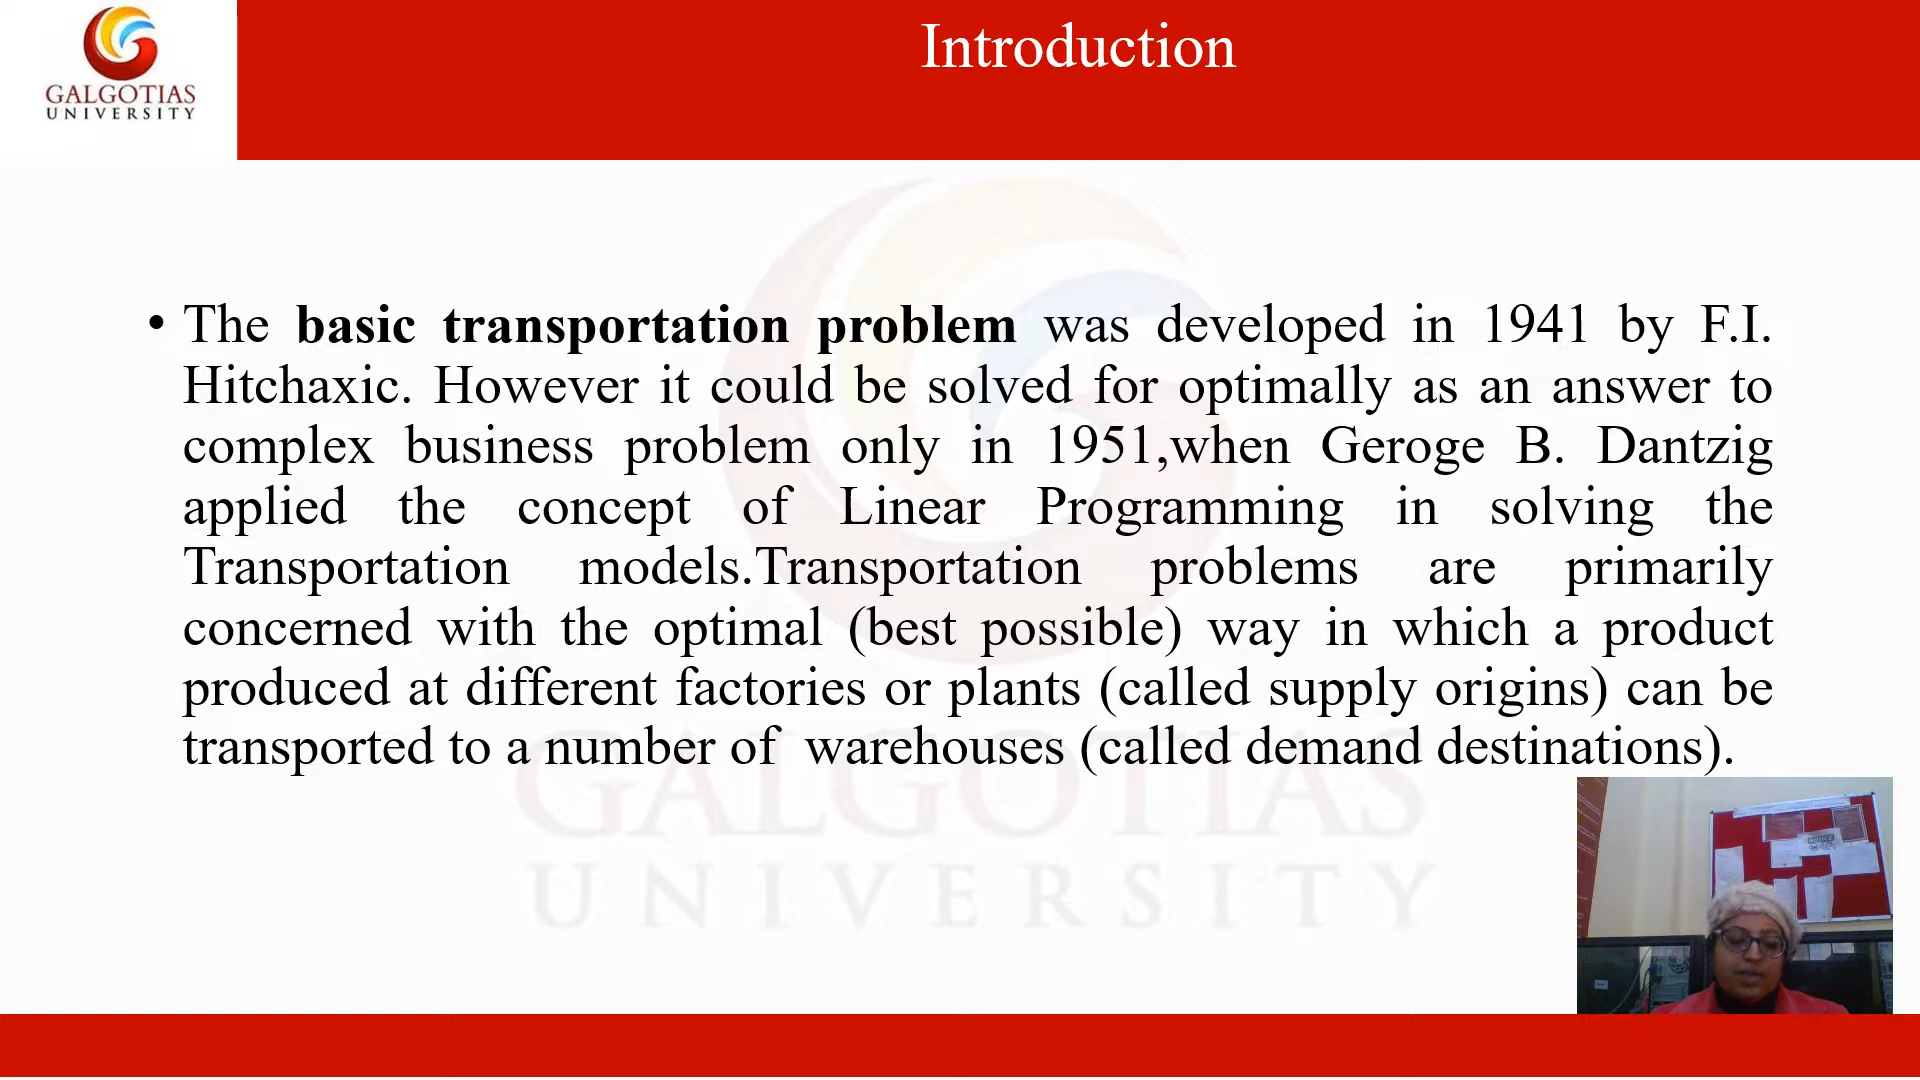 GALGOTIAS
UNIVERSITY
Introduction
• The basic transportation problem was developed in 1941 by F.I.
Hitchaxic. However it could be solved for optimally as an answer to
complex business problem only in 1951,when Geroge B. Dantzig
applied the concept of Linear Programming in solving the
Transportation models.Transportation problems are primarily
concerned with the optimal (best possible) way in which a product
produced at different factories or plants (called supply origins) can be
transported to a number of warehouses (called demand destinations).
GALGOTIAS
UNIVERSITY
NOTICE